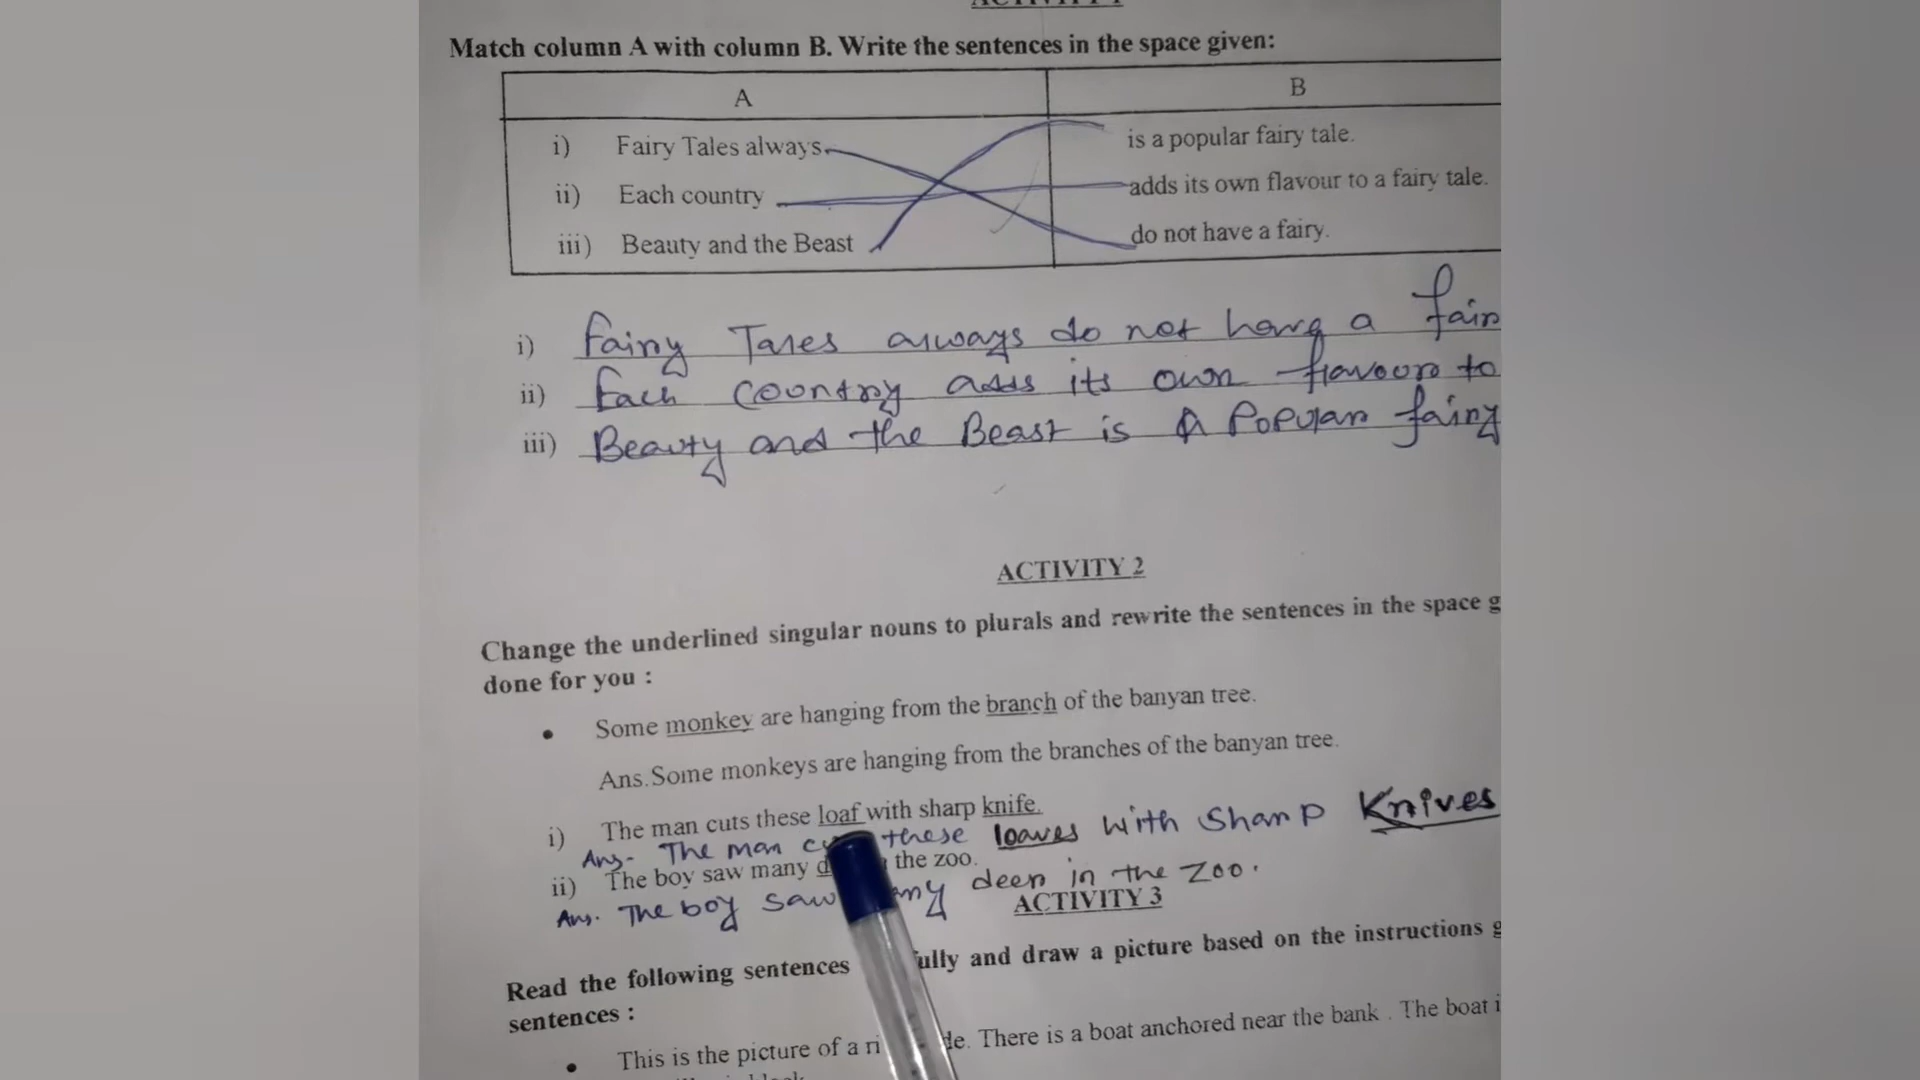 Match column A with column B. Write the sentences in the space given:
A B
i) Fairy Tales always is a popular fairy tale.
ii) Each country adds its own flavour to a fairy tale.
iii) Beauty and the Beast do not have a fairy.
i) Fairy Tales always do not have a fair
ii) Each country adds its own flavour to
iii) Beauty and the Beast is a Popular fairy
ACTIVITY 2
Change the underlined singular nouns to plurals and rewrite the sentences in the space g
done for you :
• Some monkey are hanging from the branch of the banyan tree.
Ans.Some monkeys are hanging from the branches of the banyan tree.
i) The man cuts these loaf with sharp knife.
Ans- The man these loaves with sharp Knives
ii) The boy saw many the zoo.
Ans. The boy saw deer in the zoo.
ACTIVITY 3
Read the following sentences fully and draw a picture based on the instructions g
sentences :
• This is the picture of a ri de. There is a boat anchored near the bank . The boat i